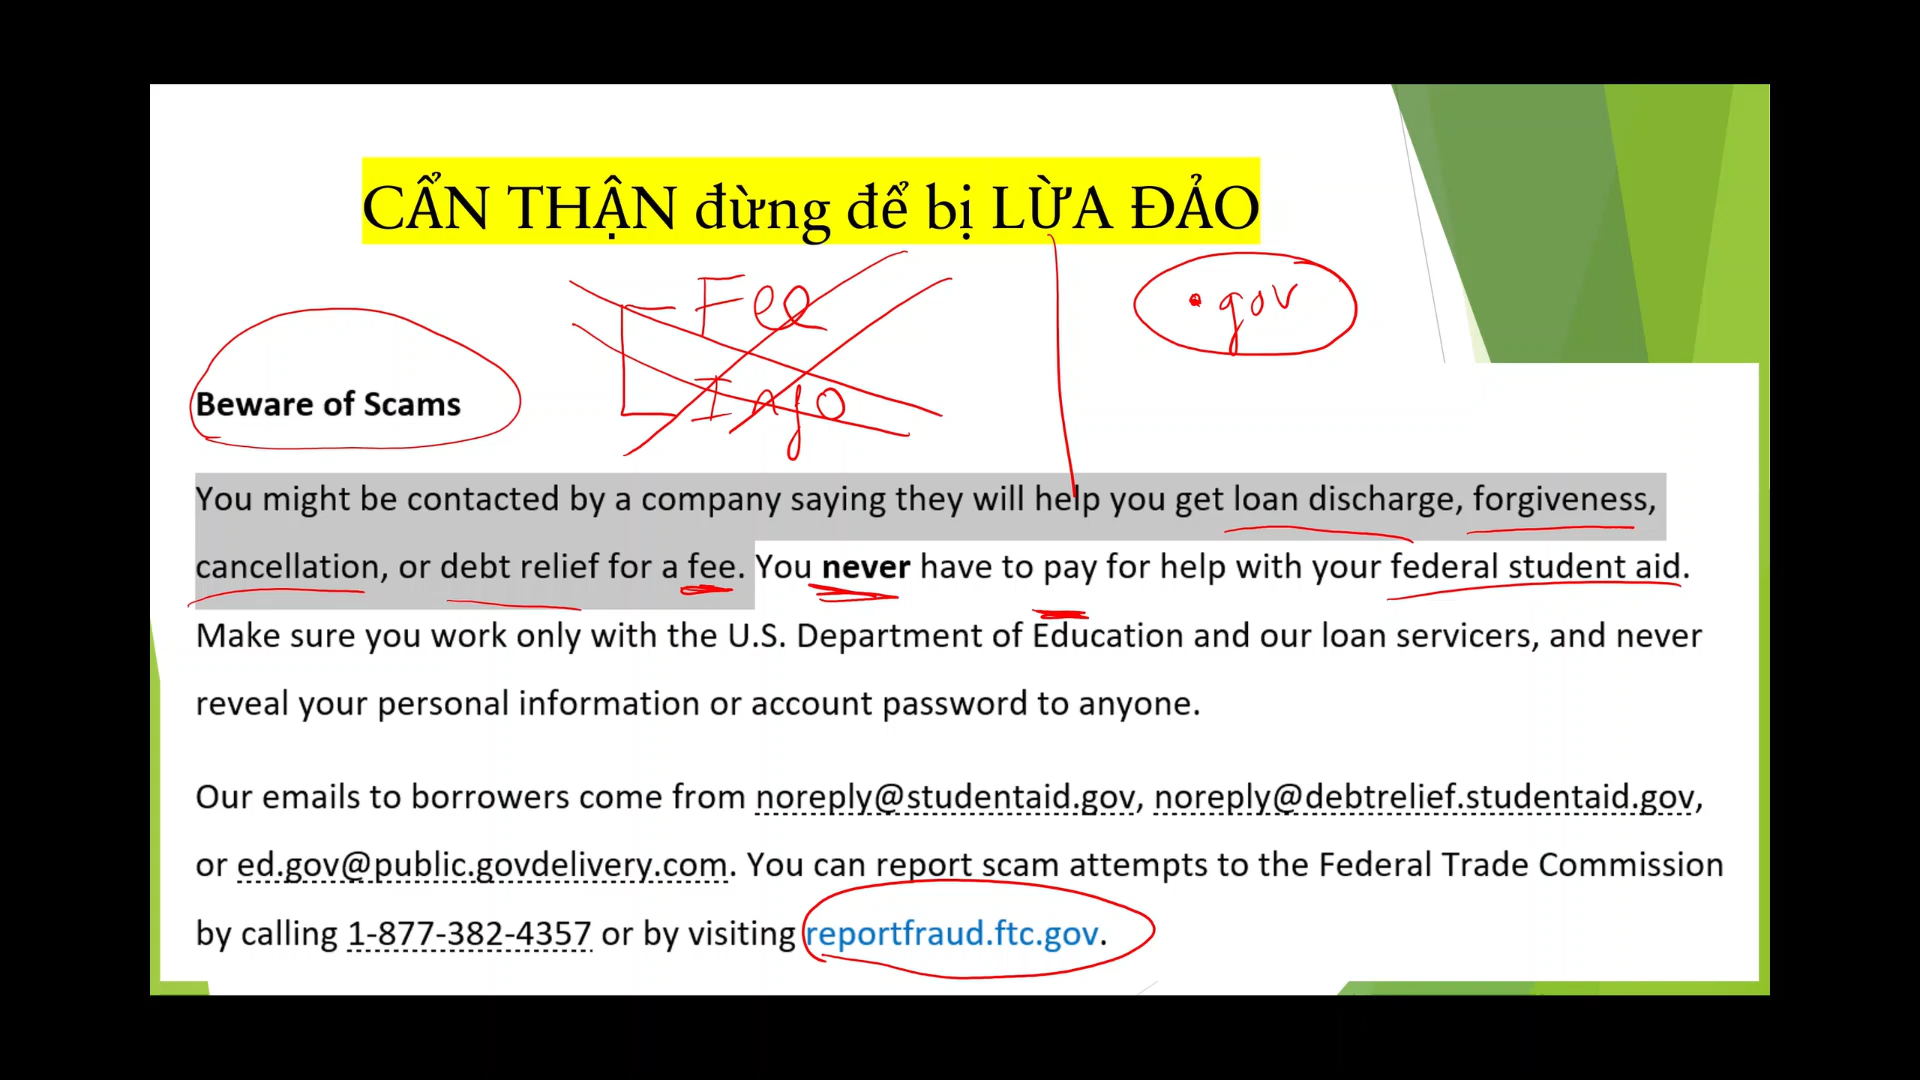 CẨN THẬN đừng để bị LỪA ĐẢO
Fee
.gov
Info
Beware of Scams
You might be contacted by a company saying they will help you get loan discharge, forgiveness,
cancellation, or debt relief for a fee. You never have to pay for help with your federal student aid.
Make sure you work only with the U.S. Department of Education and our loan servicers, and never
reveal your personal information or account password to anyone.
Our emails to borrowers come from noreply@studentaid.gov, noreply@debtrelief.studentaid.gov,
or ed.gov@public.govdelivery.com. You can report scam attempts to the Federal Trade Commission
by calling 1-877-382-4357 or by visiting reportfraud.ftc.gov.